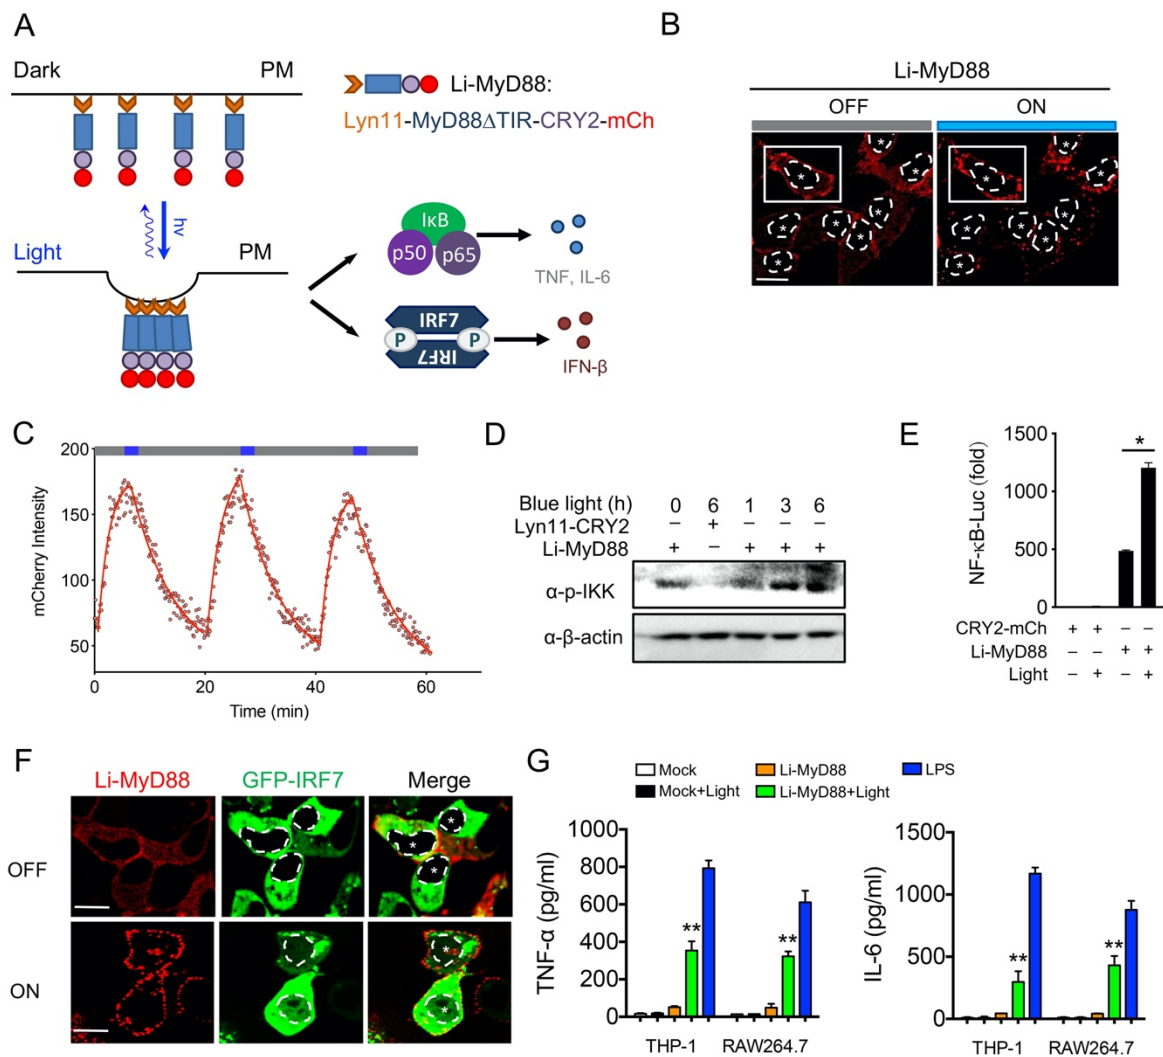 A
Dark
PM
Li-MyD88:
Lyn11-MyD88ΔTIR-CRY2-mCh
hν
Light
PM
IκB
p50
p65
TNF, IL-6
IRF7
P
P
IRF7
IFN-β
B
Li-MyD88
OFF
ON
*
*
*
*
*
*
*
*
*
*
*
*
*
*
C
200
150
100
50
mCherry Intensity
0
20
40
60
Time (min)
D
Blue light (h)
0
6
1
3
6
Lyn11-CRY2
–
+
–
–
–
Li-MyD88
+
–
+
+
+
α-p-IKK
α-β-actin
E
1500
1000
500
0
NF-κB-Luc (fold)
*
CRY2-mCh
+
+
–
–
Li-MyD88
–
–
+
+
Light
–
+
–
+
F
Li-MyD88
GFP-IRF7
Merge
OFF
*
*
*
ON
*
*
G
Mock
Li-MyD88
LPS
Mock+Light
Li-MyD88+Light
1000
800
600
400
200
0
TNF-α (pg/ml)
**
**
THP-1
RAW264.7
1500
1000
500
0
IL-6 (pg/ml)
**
**
THP-1
RAW264.7